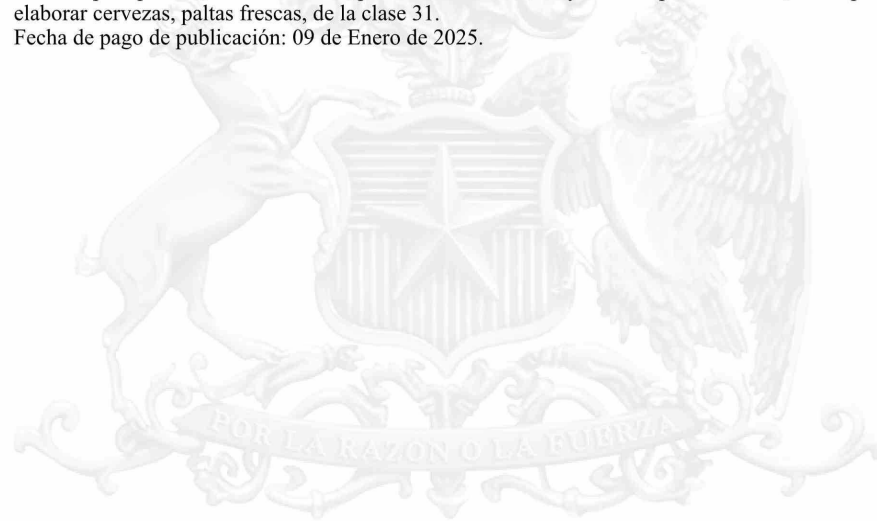 elaborar cervezas, paltas frescas, de la clase 31.
Fecha de pago de publicación: 09 de Enero de 2025.
POR LA RAZÓN O LA FUERZA